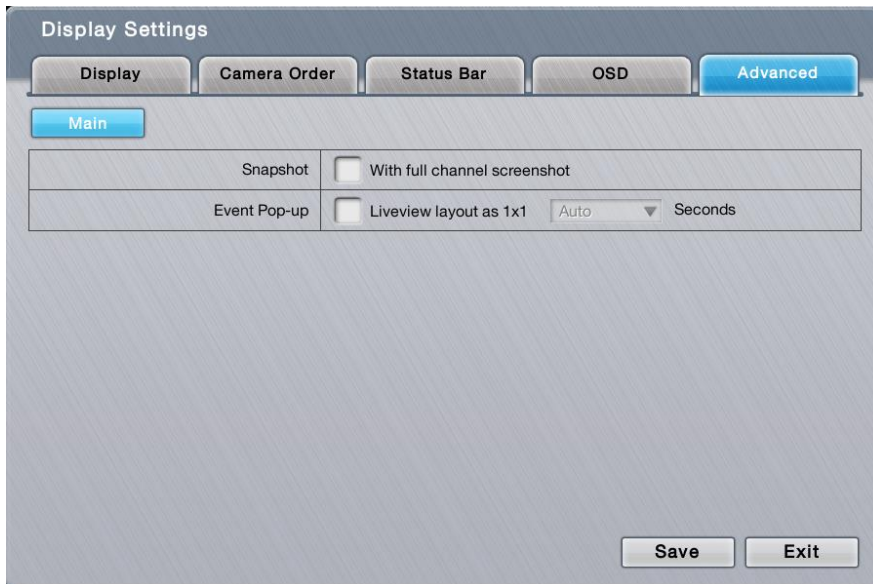 Display Settings
Display Camera Order Status Bar OSD Advanced
Main
Snapshot With full channel screenshot
Event Pop-up Liveview layout as 1x1 Auto Seconds
Save Exit